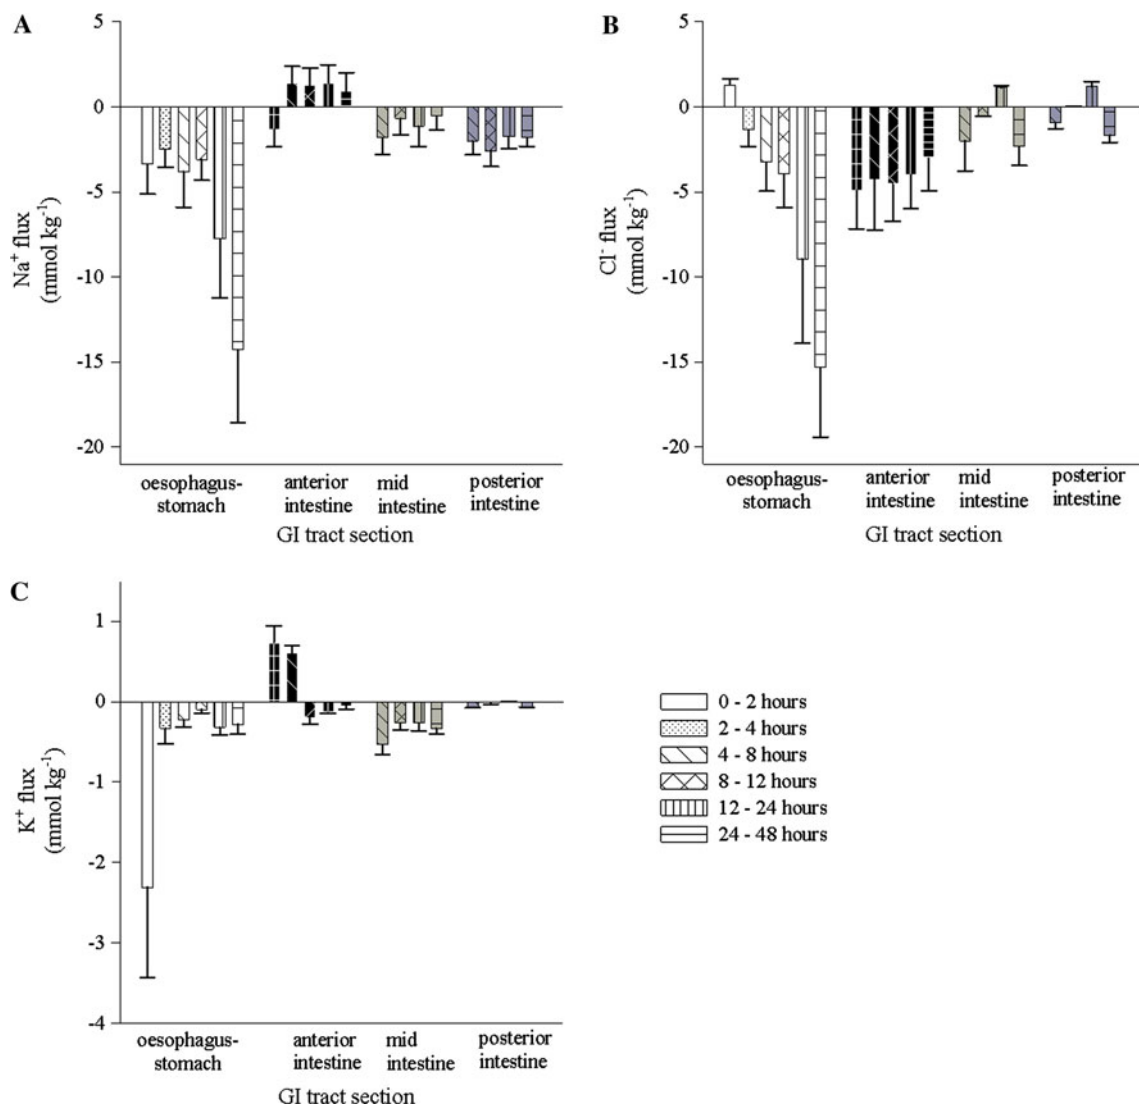 A
5
0
-5
-10
-15
-20
Na+ flux
(mmol kg-1)
oesophagus-
stomach
anterior
intestine
mid
intestine
posterior
intestine
GI tract section
B
5
0
-5
-10
-15
-20
Cl- flux
(mmol kg-1)
oesophagus-
stomach
anterior
intestine
mid
intestine
posterior
intestine
GI tract section
C
1
0
-1
-2
-3
-4
K+ flux
(mmol kg-1)
oesophagus-
stomach
anterior
intestine
mid
intestine
posterior
intestine
GI tract section
0 - 2 hours
2 - 4 hours
4 - 8 hours
8 - 12 hours
12 - 24 hours
24 - 48 hours